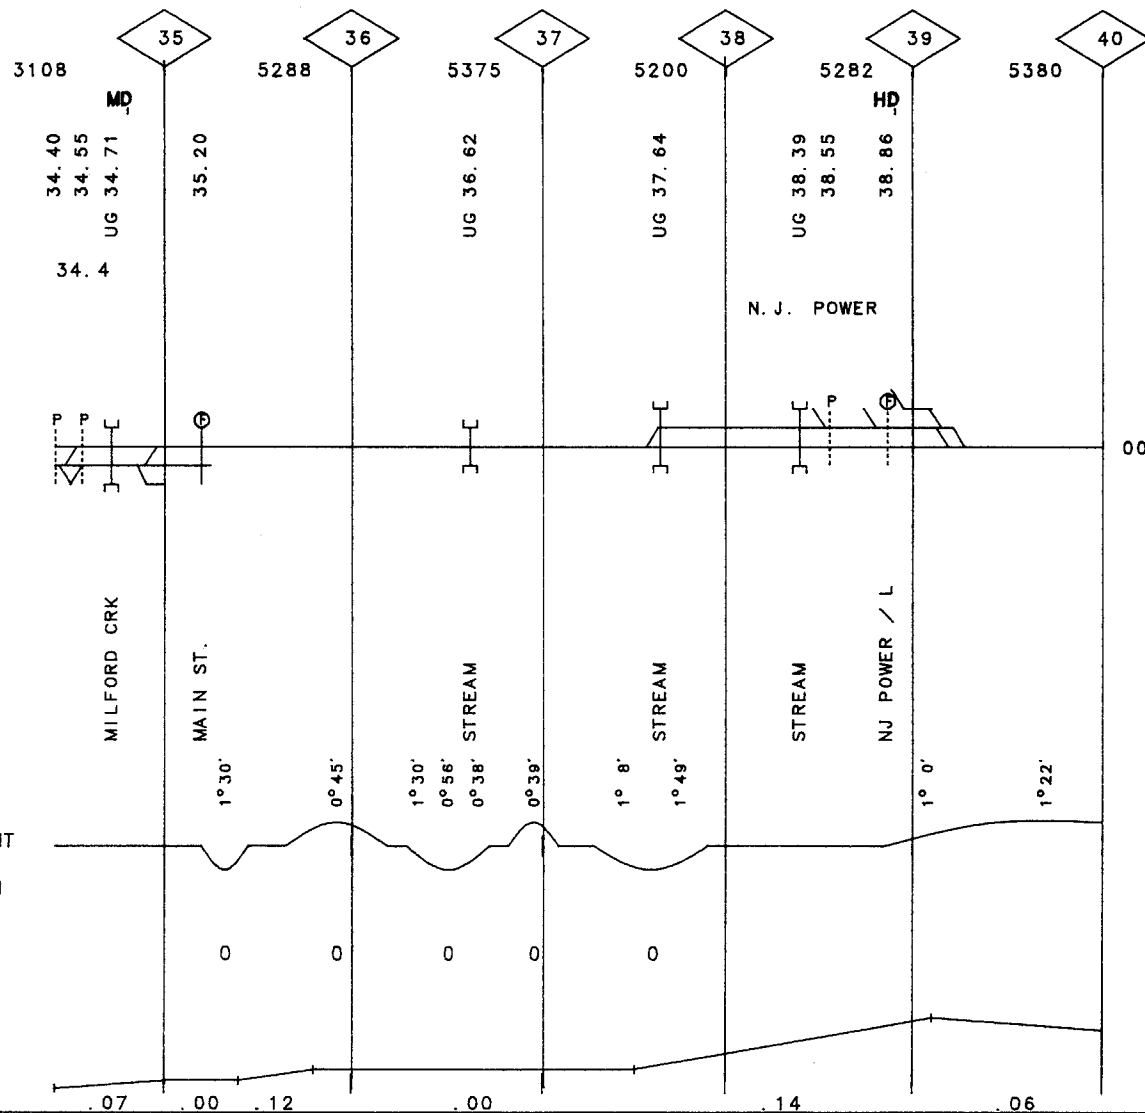 35 36 37 38 39 40
3108 5288 5375 5200 5282 5380
MD HD
34.40
34.55
UG 34.71
35.20
UG 36.62
UG 37.64
UG 38.39
38.55
38.86
34.4
N.J. POWER
P P F P F
00
MILFORD CRK
MAIN ST.
STREAM
STREAM
STREAM
NJ POWER / L
1°30'
0°45'
1°30'
0°56'
0°38'
0°39'
1° 8'
1°49'
1° 0'
1°22'
0 0 0 0 0
.07 .00 .12 .00 .14 .06